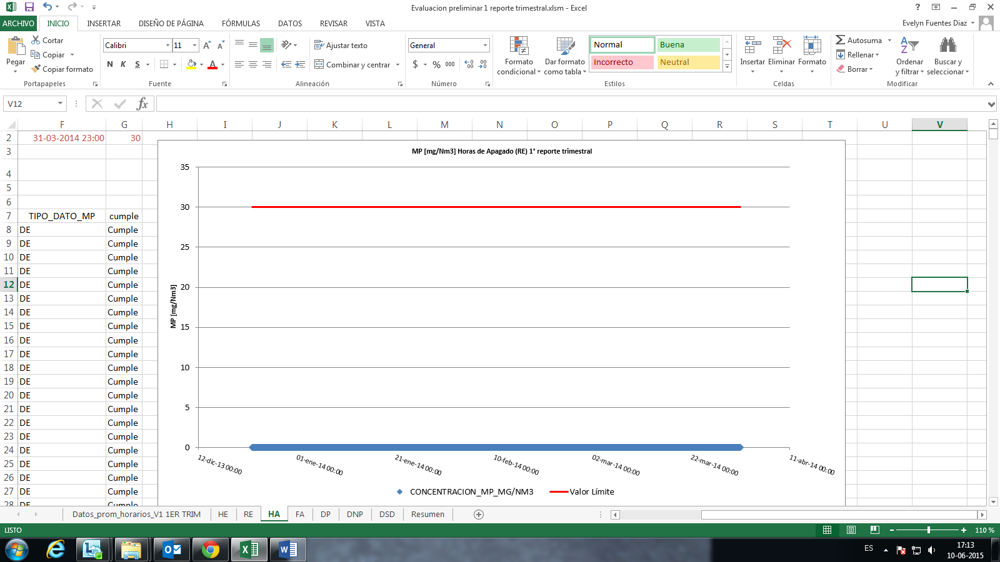 Evaluacion preliminar 1 reporte trimestral.xlsm - Excel
ARCHIVO INICIO INSERTAR DISEÑO DE PÁGINA FÓRMULAS DATOS REVISAR VISTA Evelyn Fuentes Diaz
Pegar
Cortar
Copiar
Copiar formato
Portapapeles
Calibri 11
N K S
Fuente
Ajustar texto
Combinar y centrar
Alineación
General
$ % 000
Número
Formato condicional
Dar formato como tabla
Normal Buena
Incorrecto Neutral
Estilos
Insertar Eliminar Formato
Celdas
Autosuma
Rellenar
Borrar
Ordenar y filtrar
Buscar y seleccionar
Modificar
V12 fx
F G H I J K L M N O P Q R S T U V
2 31-03-2014 23:00 30
3
4
5
6
7 TIPO_DATO_MP cumple
8 DE Cumple
9 DE Cumple
10 DE Cumple
11 DE Cumple
12 DE Cumple
13 DE Cumple
14 DE Cumple
15 DE Cumple
16 DE Cumple
17 DE Cumple
18 DE Cumple
19 DE Cumple
20 DE Cumple
21 DE Cumple
22 DE Cumple
23 DE Cumple
24 DE Cumple
25 DE Cumple
26 DE Cumple
27 DE Cumple
28 DE Cumple
MP [mg/Nm3] Horas de Apagado (RE) 1° reporte trimestral
MP [mg/Nm3]
35
30
25
20
15
10
5
0
12-dic-13 00:00 01-ene-14 00:00 21-ene-14 00:00 10-feb-14 00:00 02-mar-14 00:00 22-mar-14 00:00 11-abr-14 00:00
CONCENTRACION_MP_MG/NM3 Valor Límite
Datos_prom_horarios_V1 1ER TRIM HE RE HA FA DP DNP DSD Resumen
LISTO 110 %
ES 17:13
10-06-2015